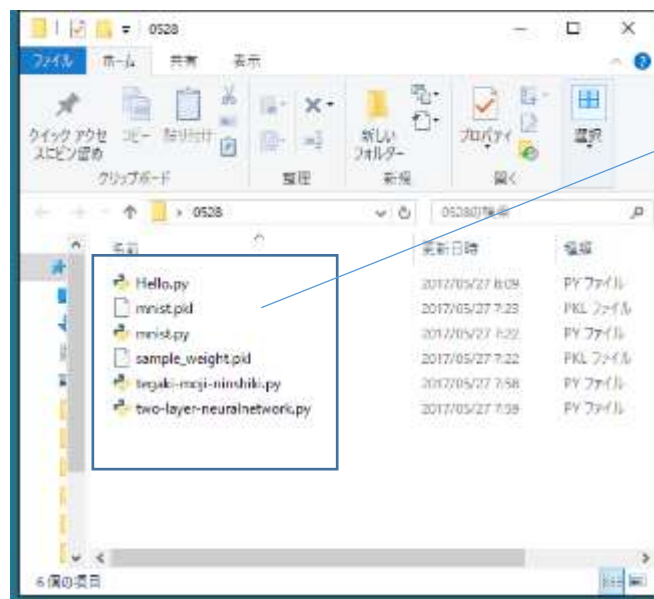 0528
ファイル ホーム 共有 表示
クイック アクセスにピン留め
コピー 貼り付け
新しいフォルダー
プロパティ
選択
クリップボード 整理 新規 開く
0528 0528の検索
名前 更新日時 種類
Hello.py 2017/05/27 6:09 PY ファイル
mnist.pkl 2017/05/27 7:23 PKL ファイル
mnist.py 2017/05/27 7:22 PY ファイル
sample_weight.pkl 2017/05/27 7:22 PKL ファイル
tegaki-moji-ninshiki.py 2017/05/27 7:58 PY ファイル
two-layer-neuralnetwork.py 2017/05/27 7:59 PY ファイル
6 個の項目